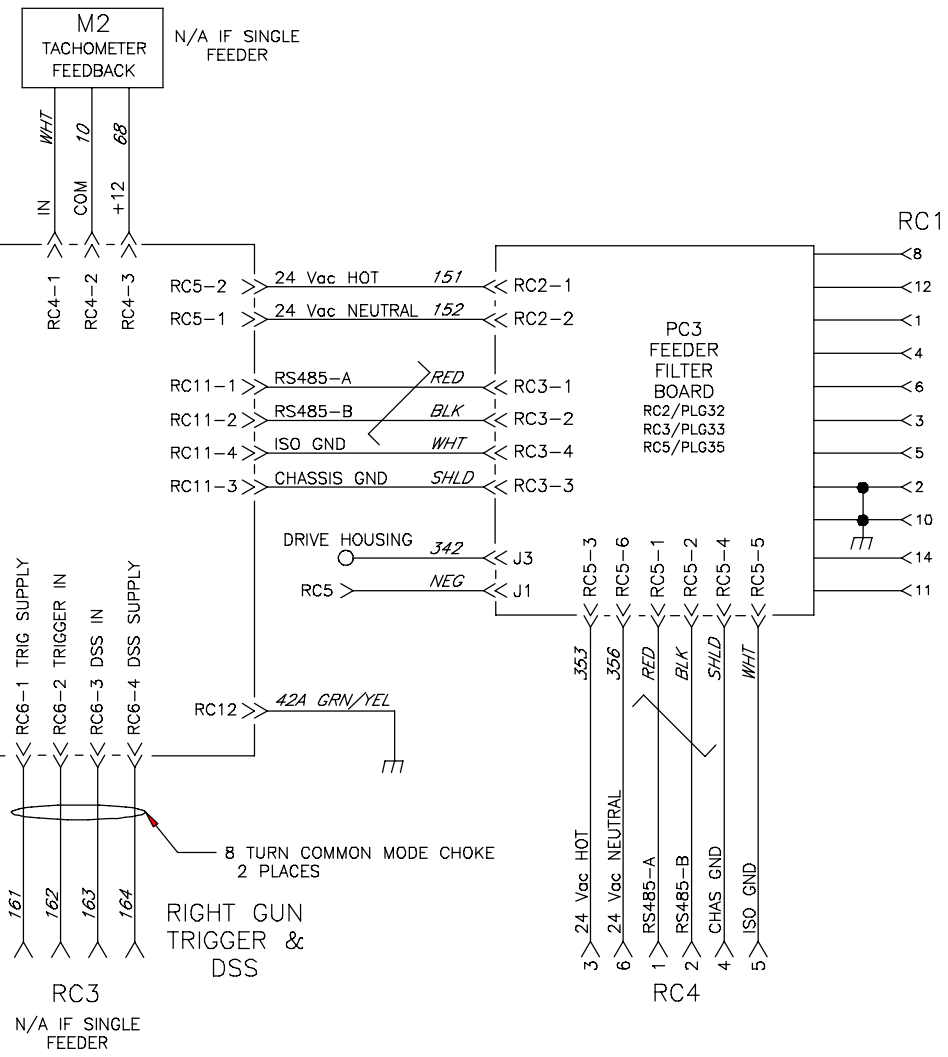 M2
TACHOMETER
FEEDBACK
N/A IF SINGLE
FEEDER
WHT
10
68
IN
COM
+12
RC4-1
RC4-2
RC4-3
RC1
RC5-2
24 Vac HOT
151
RC2-1
RC5-1
24 Vac NEUTRAL
152
RC2-2
RC11-1
RS485-A
RED
RC3-1
RC11-2
RS485-B
BLK
RC3-2
RC11-4
ISO GND
WHT
RC3-4
RC11-3
CHASSIS GND
SHLD
RC3-3
DRIVE HOUSING
342
J3
RC5
NEG
J1
PC3
FEEDER
FILTER
BOARD
RC2/PLG32
RC3/PLG33
RC5/PLG35
8
12
1
4
6
3
5
2
10
14
11
RC5-3
RC5-6
RC5-1
RC5-2
RC5-4
RC5-5
353
356
RED
BLK
SHLD
WHT
24 Vac HOT
24 Vac NEUTRAL
RS485-A
RS485-B
CHAS GND
ISO GND
3
6
1
2
4
5
RC4
RC6-1 TRIG SUPPLY
RC6-2 TRIGGER IN
RC6-3 DSS IN
RC6-4 DSS SUPPLY
RC12
42A GRN/YEL
8 TURN COMMON MODE CHOKE
2 PLACES
161
162
163
164
RIGHT GUN
TRIGGER &
DSS
RC3
N/A IF SINGLE
FEEDER